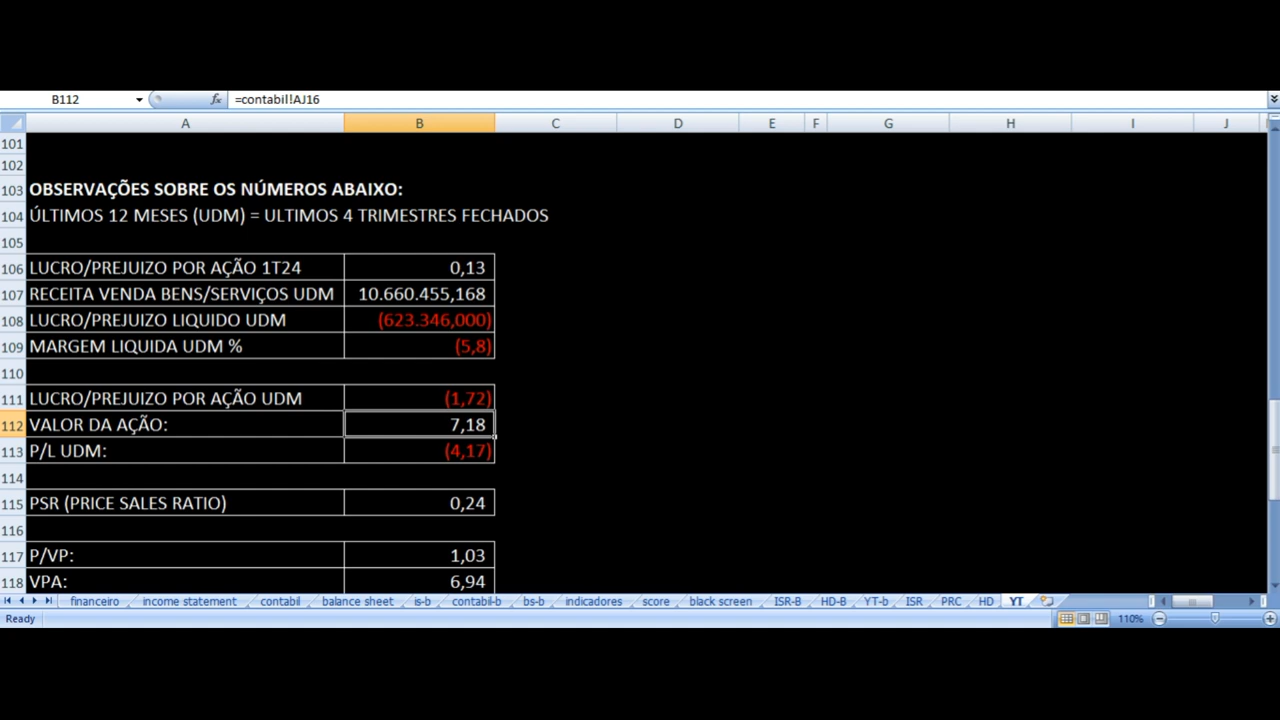 B112 fx =contabil!AJ16
A B C D E F G H I J
101
102
103 OBSERVAÇÕES SOBRE OS NÚMEROS ABAIXO:
104 ÚLTIMOS 12 MESES (UDM) = ULTIMOS 4 TRIMESTRES FECHADOS
105
106 LUCRO/PREJUIZO POR AÇÃO 1T24 0,13
107 RECEITA VENDA BENS/SERVIÇOS UDM 10.660.455,168
108 LUCRO/PREJUIZO LIQUIDO UDM (623.346,000)
109 MARGEM LIQUIDA UDM % (5,8)
110
111 LUCRO/PREJUIZO POR AÇÃO UDM (1,72)
112 VALOR DA AÇÃO: 7,18
113 P/L UDM: (4,17)
114
115 PSR (PRICE SALES RATIO) 0,24
116
117 P/VP: 1,03
118 VPA: 6,94
financeiro income statement contabil balance sheet is-b contabil-b bs-b indicadores score black screen ISR-B HD-B YT-b ISR PRC HD YT
Ready 110%